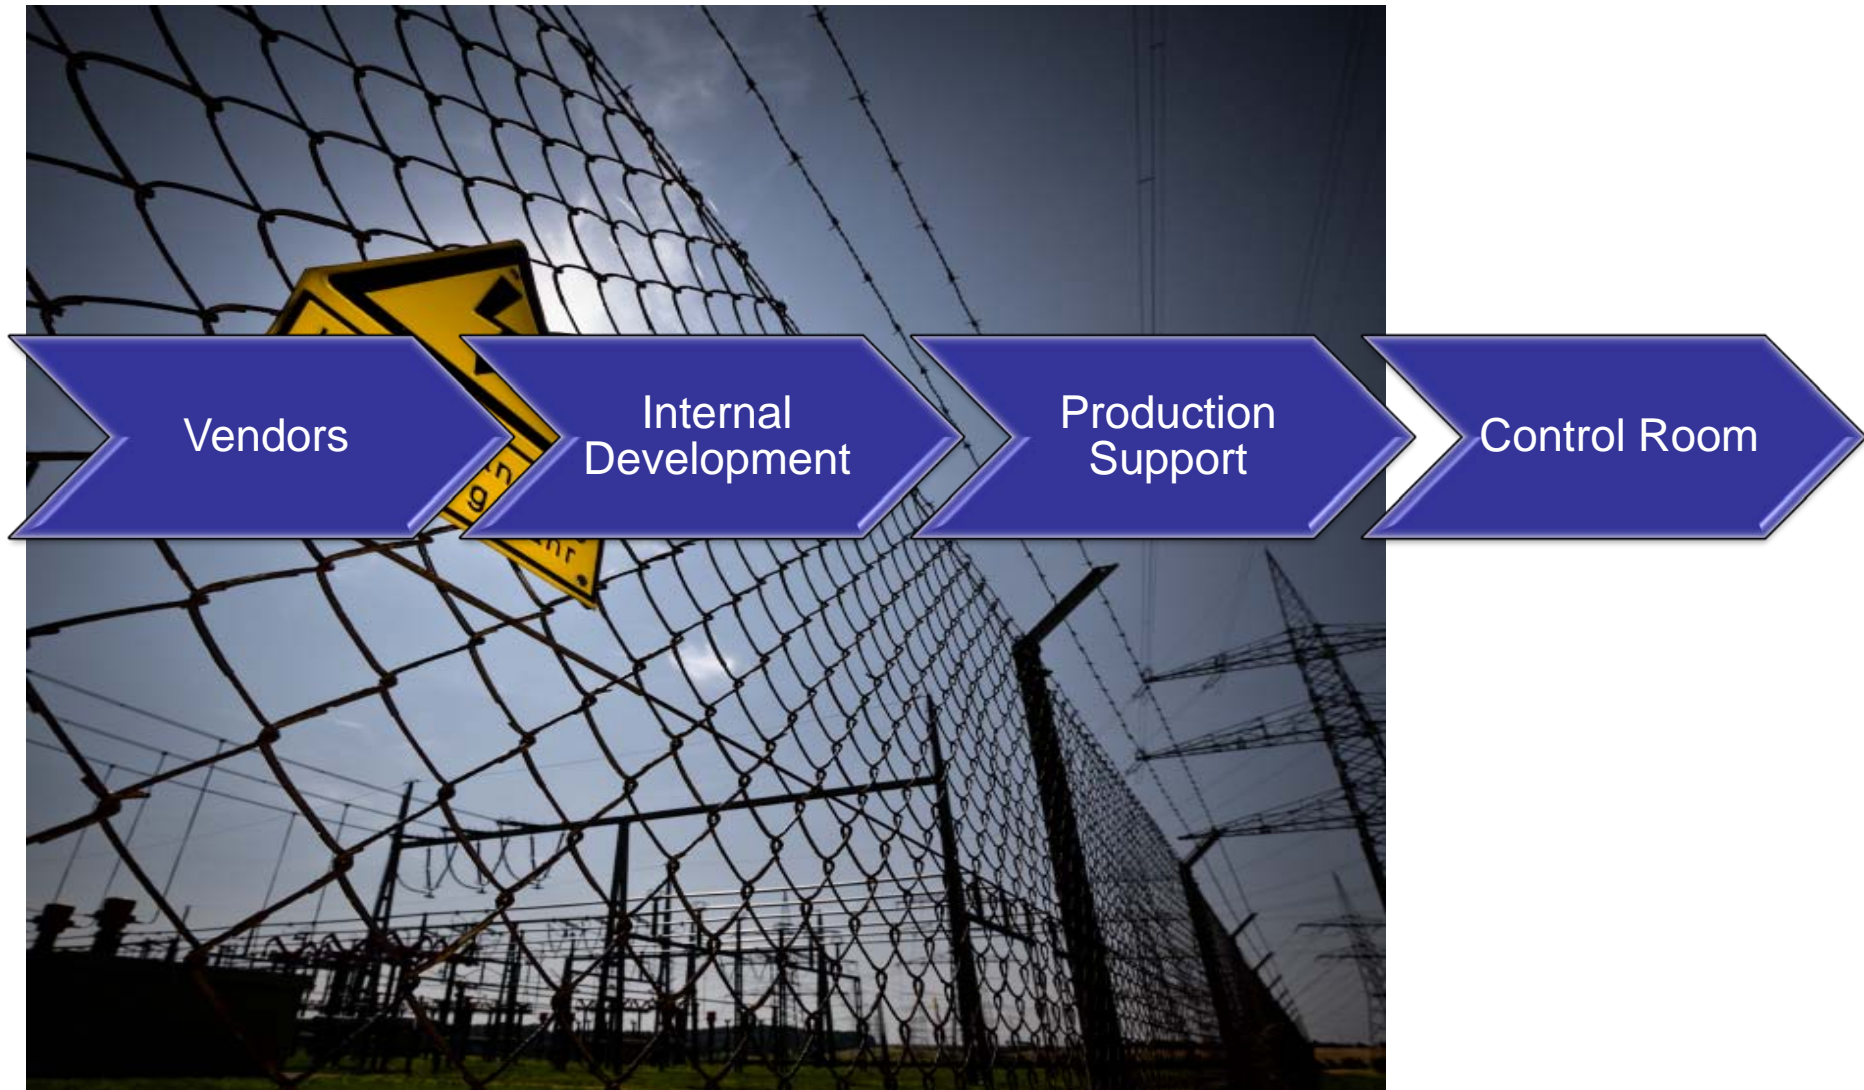 Vendors
Internal
Development
Production
Support
Control Room